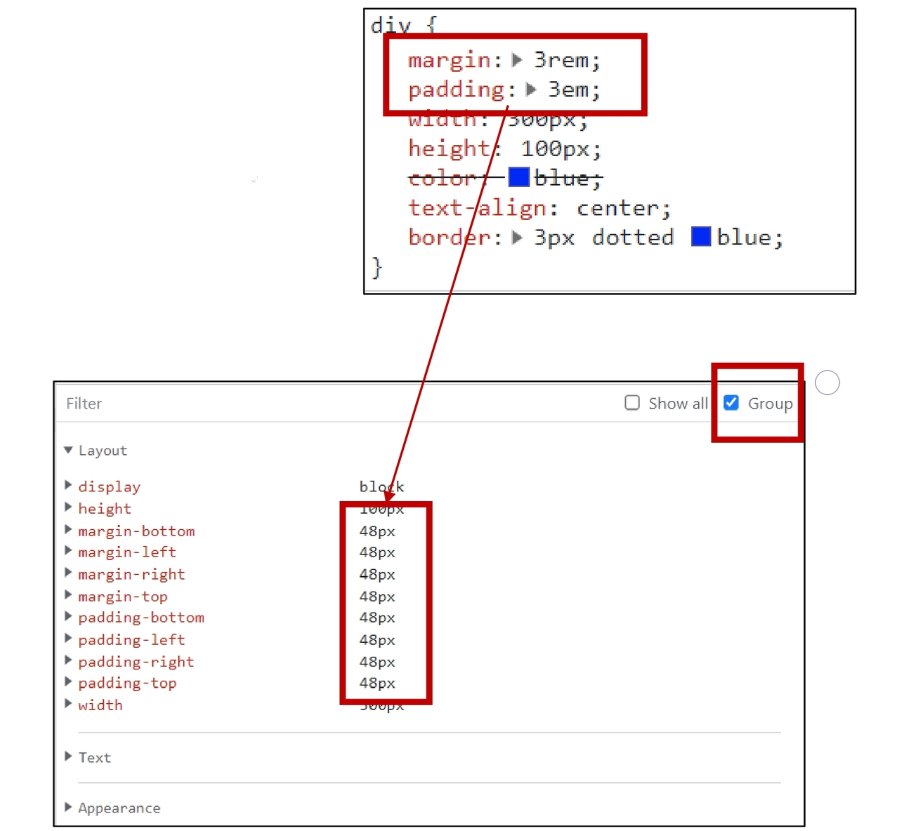 div {
margin: 3rem;
padding: 3em;
width: 300px;
height: 100px;
color: blue;
text-align: center;
border: 3px dotted blue;
}
Filter Show all Group
Layout
display block
height 100px
margin-bottom 48px
margin-left 48px
margin-right 48px
margin-top 48px
padding-bottom 48px
padding-left 48px
padding-right 48px
padding-top 48px
width 300px
Text
Appearance